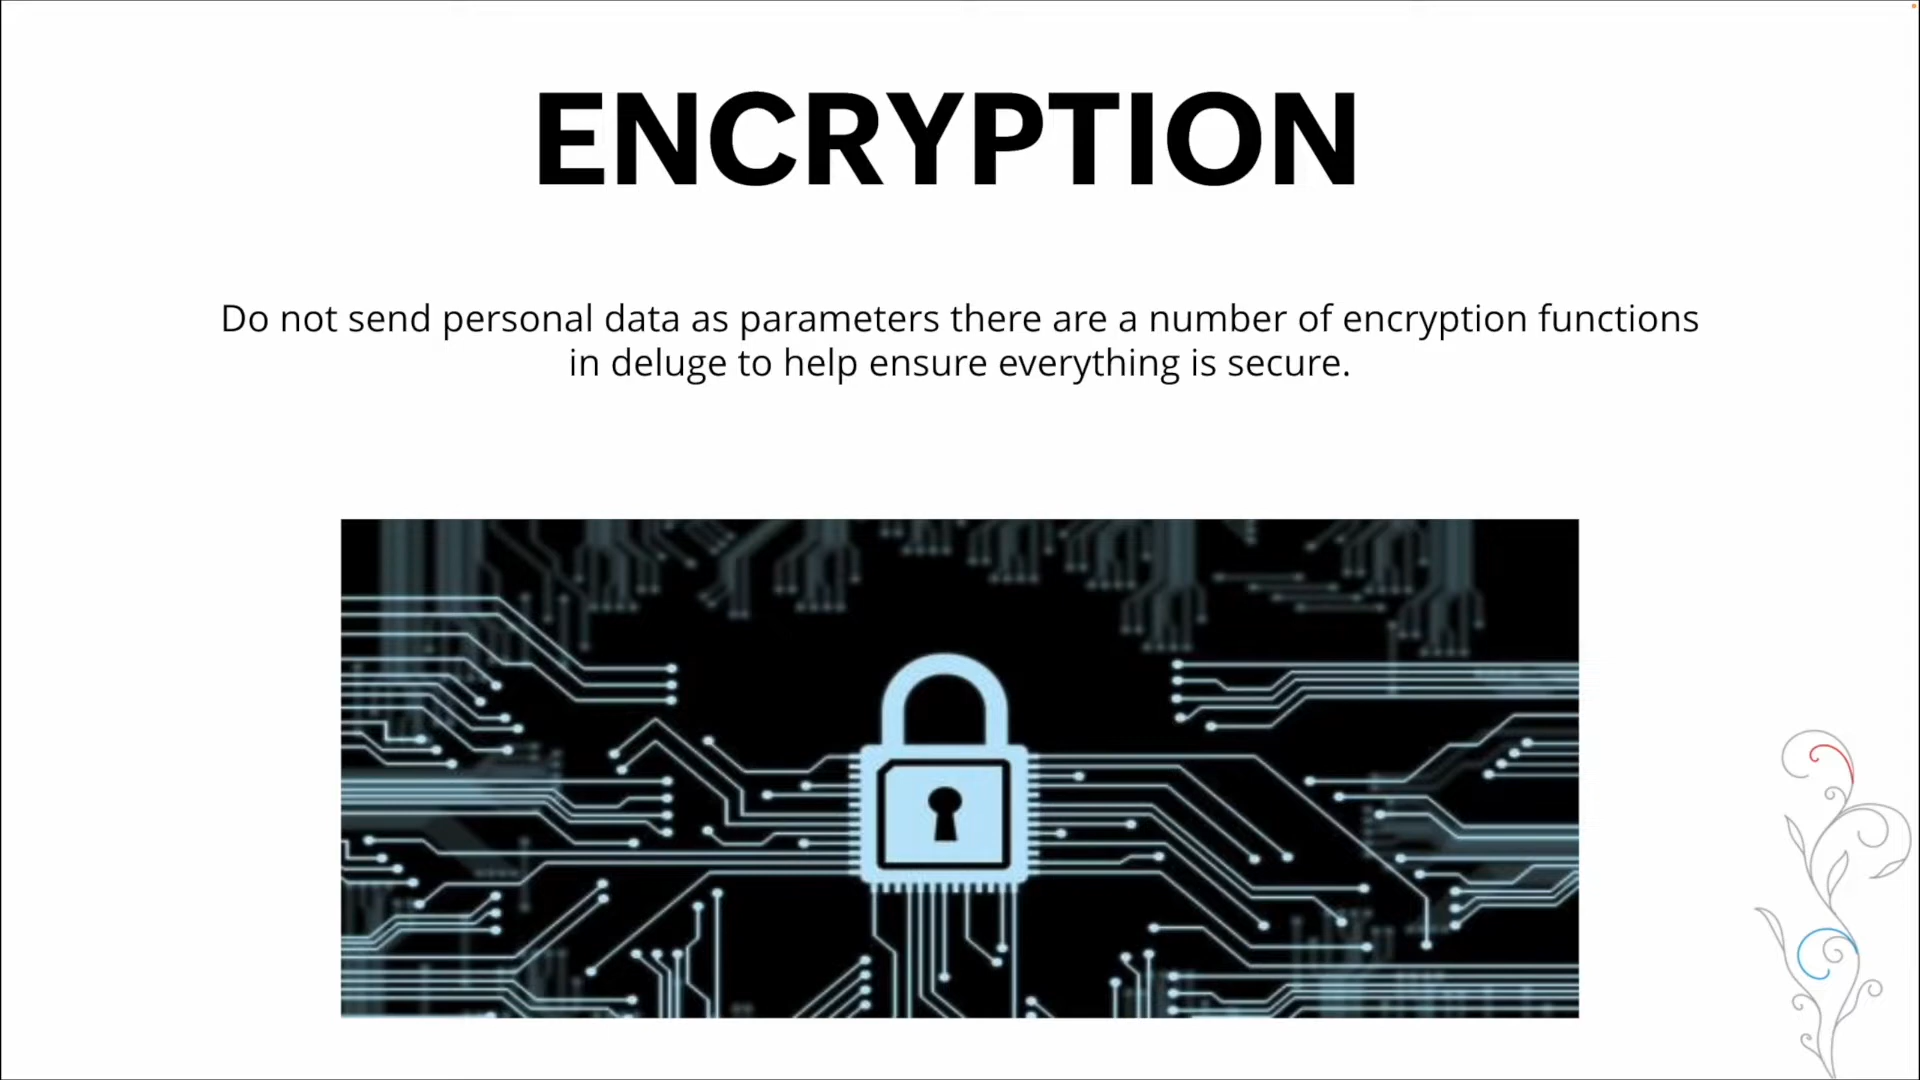 ENCRYPTION
Do not send personal data as parameters there are a number of encryption functions
in deluge to help ensure everything is secure.